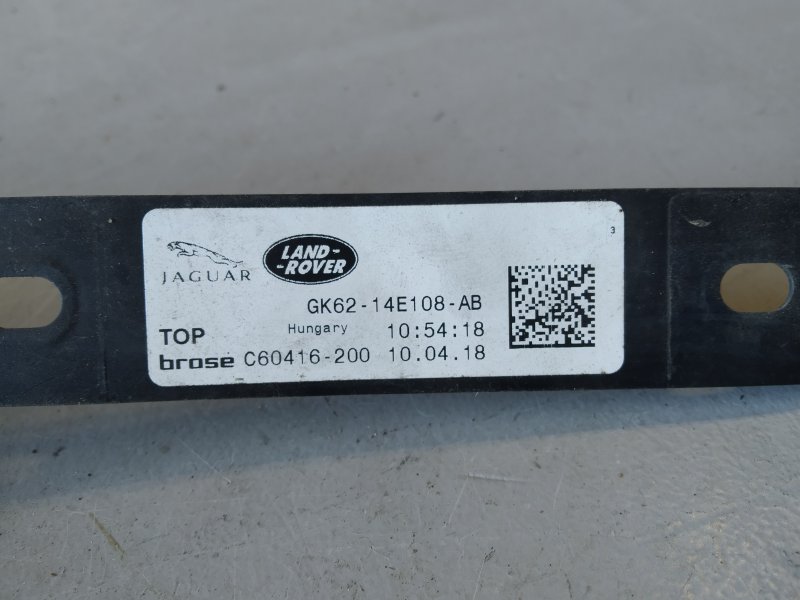 3
JAGUAR
LAND-
-ROVER
GK62-14E108-AB
TOP
Hungary 10:54:18
brose C60416-200 10.04.18